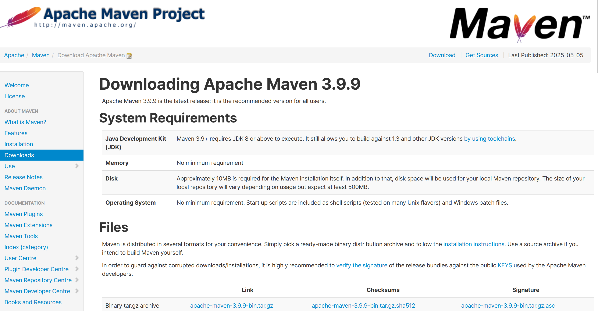 Apache Maven Project
http://maven.apache.org/
Maven™
Apache / Maven / Download Apache Maven
Download Get Sources Last Published: 2025-05-05
Welcome
License
ABOUT MAVEN
What is Maven?
Features
Installation
Downloads
Use
Release Notes
Maven Daemon
DOCUMENTATION
Maven Plugins
Maven Extensions
Maven Tools
Index (category)
User Centre
Plugin Developer Centre
Maven Repository Centre
Maven Developer Centre
Books and Resources
Downloading Apache Maven 3.9.9
Apache Maven 3.9.9 is the latest release: it is the recommended version for all users.
System Requirements
Java Development Kit (JDK) Maven 3.9+ requires JDK 8 or above to execute. It still allows you to build against 1.3 and other JDK versions by using toolchains.
Memory No minimum requirement
Disk Approximately 10MB is required for the Maven installation itself. In addition to that, disk space will be used for your local Maven repository. The size of your
local repository will vary depending on usage but expect at least 500MB.
Operating System No minimum requirement. Start up scripts are included as shell scripts (tested on many Unix flavors) and Windows batch files.
Files
Maven is distributed in several formats for your convenience. Simply pick a ready-made binary distribution archive and follow the installation instructions. Use a source archive if you
intend to build Maven yourself.
In order to guard against corrupted downloads/installations, it is highly recommended to verify the signature of the release bundles against the public KEYS used by the Apache Maven
developers.
Link Checksums Signature
Binary tar.gz archive apache-maven-3.9.9-bin.tar.gz apache-maven-3.9.9-bin.tar.gz.sha512 apache-maven-3.9.9-bin.tar.gz.asc